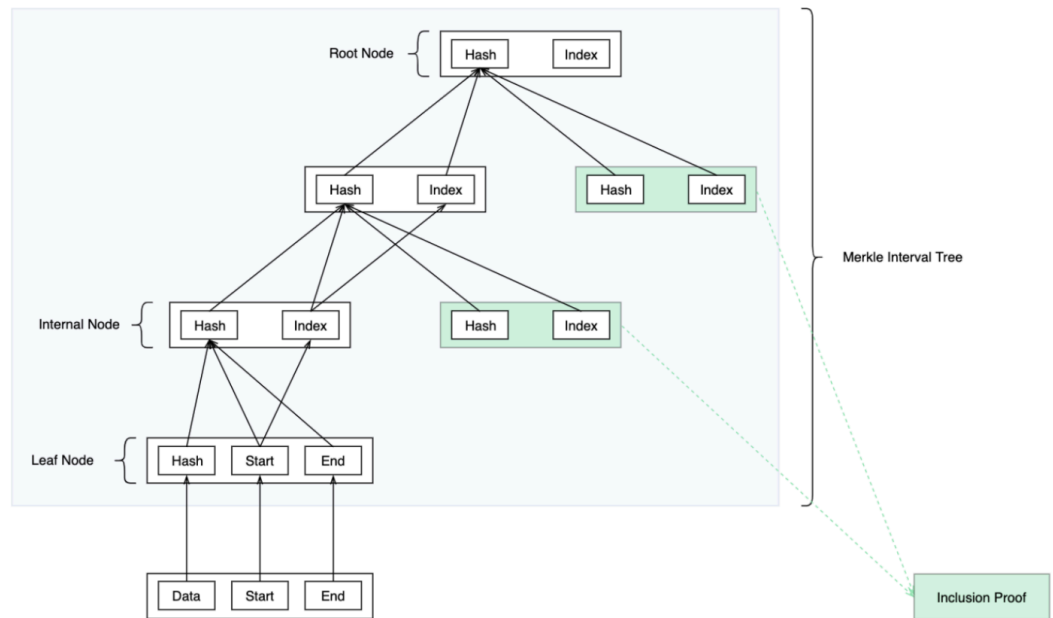 Root Node
Hash Index
Hash Index
Hash Index
Merkle Interval Tree
Internal Node
Hash Index
Hash Index
Leaf Node
Hash Start End
Data Start End
Inclusion Proof